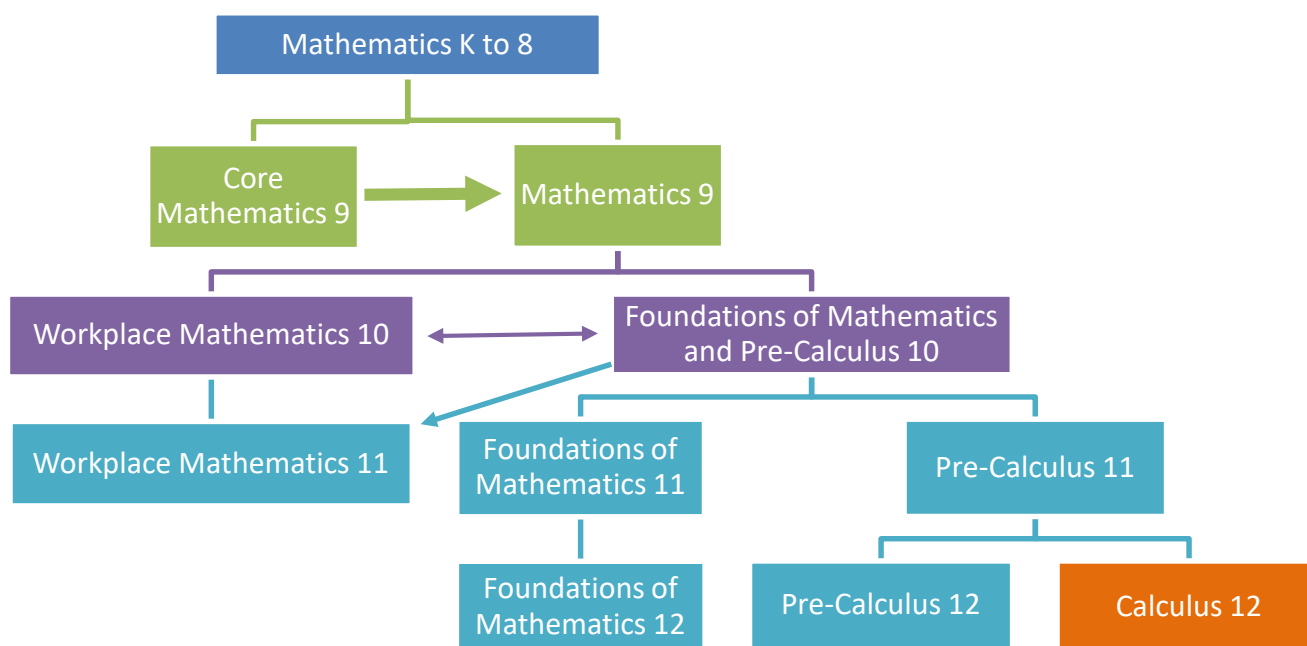 Mathematics K to 8
Core
Mathematics 9
Mathematics 9
Workplace Mathematics 10
Foundations of Mathematics
and Pre-Calculus 10
Workplace Mathematics 11
Foundations of
Mathematics 11
Pre-Calculus 11
Foundations of
Mathematics 12
Pre-Calculus 12
Calculus 12